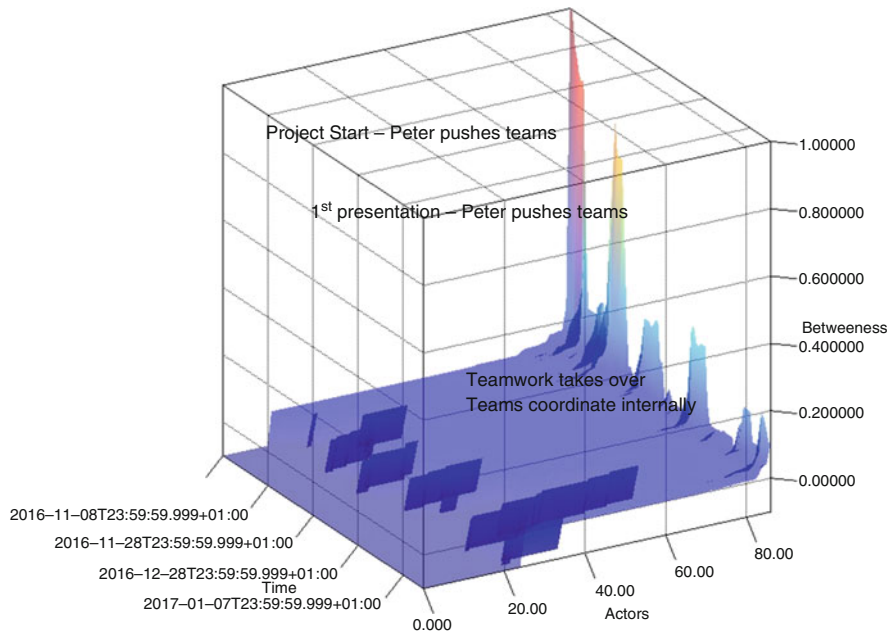 Project Start – Peter pushes teams
1st presentation – Peter pushes teams
Teamwork takes over
Teams coordinate internally
1.00000
0.800000
0.600000
Betweeness
0.400000
0.200000
0.00000
2016–11–08T23:59:59.999+01:00
2016–11–28T23:59:59.999+01:00
2016–12–28T23:59:59.999+01:00
Time
2017–01–07T23:59:59.999+01:00
0.000
20.00
40.00
60.00
80.00
Actors